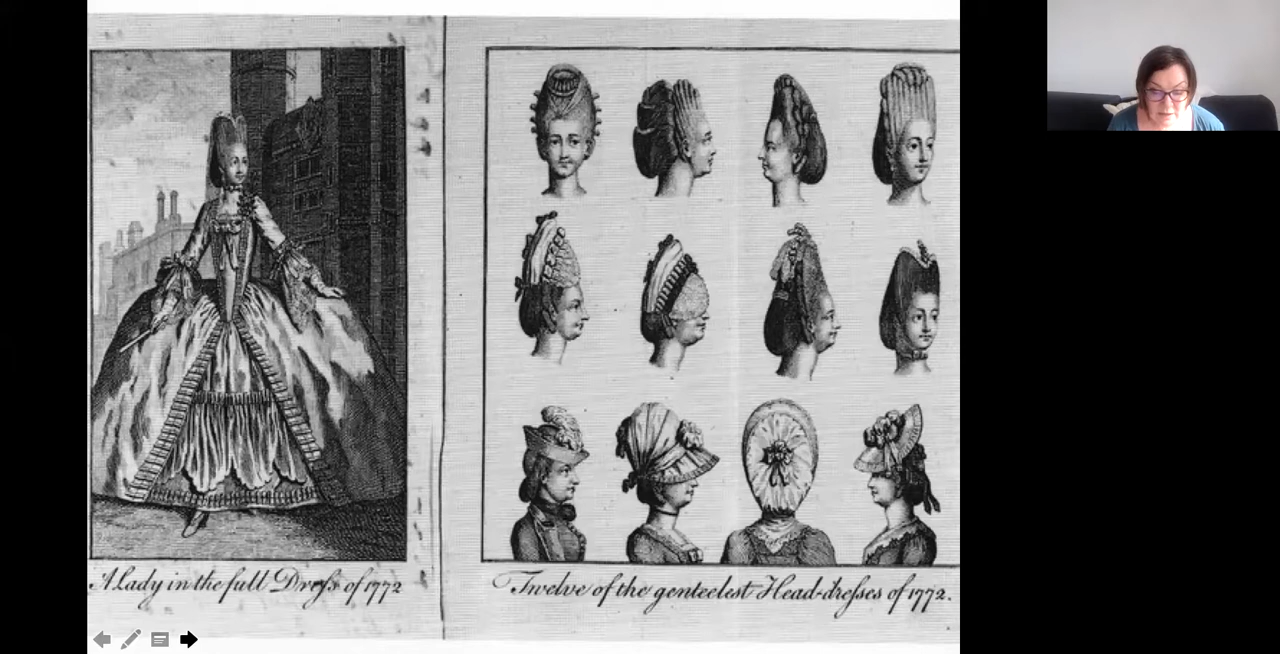 A Lady in the full Dreſs of 1772
Twelve of the genteelest Head-dreſses of 1772.